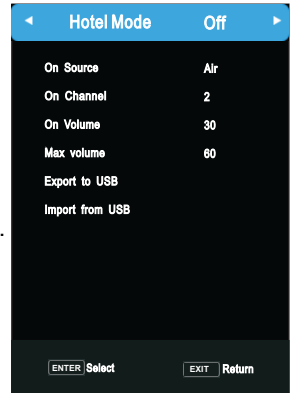 Hotel Mode Off
On Source Air
On Channel 2
On Volume 30
Max volume 60
Export to USB
Import from USB
.
ENTER Select EXIT Return